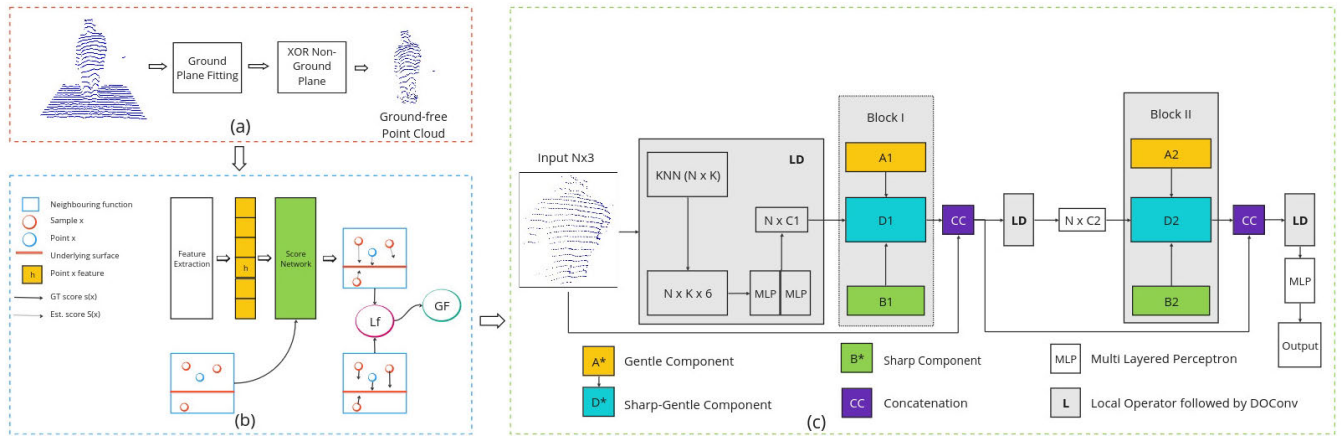 Ground
Plane Fitting
XOR Non-
Ground
Plane
Ground-free
Point Cloud
(a)
Neighbouring function
Sample x
Point x
Underlying surface
h
Point x feature
GT score s(x)
Est. score S(x)
Feature
Extraction
h
Score
Network
Lf
GF
(b)
Input Nx3
LD
KNN (N x K)
N x C1
N x K x 6
MLP
MLP
Block I
A1
D1
B1
CC
LD
N x C2
Block II
A2
D2
B2
CC
LD
MLP
Output
A*
Gentle Component
B*
Sharp Component
MLP
Multi Layered Perceptron
D*
Sharp-Gentle Component
CC
Concatenation
L
Local Operator followed by DOConv
(c)